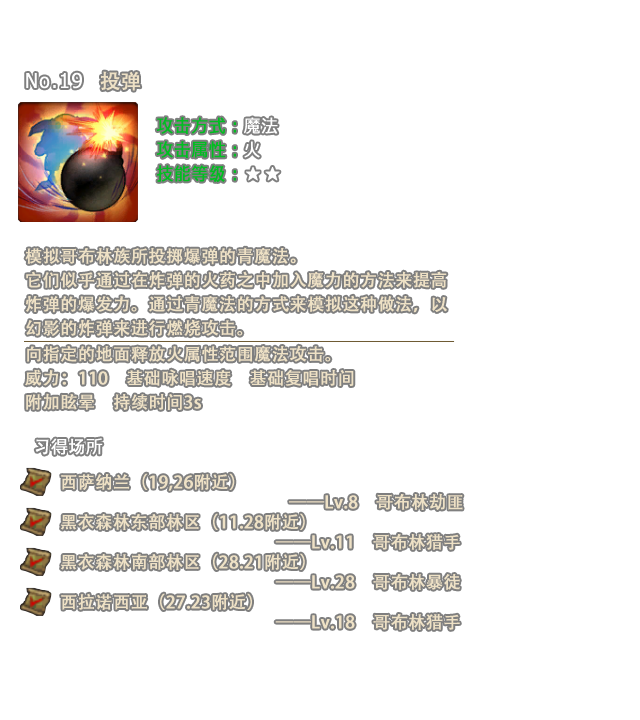 No.19 投弹
攻击方式：魔法
攻击属性：火
技能等级：★★
模拟哥布林族所投掷爆弹的青魔法。
它们似乎通过在炸弹的火药之中加入魔力的方法来提高
炸弹的爆发力。通过青魔法的方式来模拟这种做法，以
幻影的炸弹来进行燃烧攻击。
向指定的地面释放火属性范围魔法攻击。
威力：110 基础咏唱速度 基础复唱时间
附加眩晕 持续时间3s
习得场所
西萨纳兰（19,26附近）
——Lv.8 哥布林劫匪
黑衣森林东部林区（11.28附近）
——Lv.11 哥布林猎手
黑衣森林南部林区（28.21附近）
——Lv.28 哥布林暴徒
西拉诺西亚（27.23附近）
——Lv.18 哥布林猎手